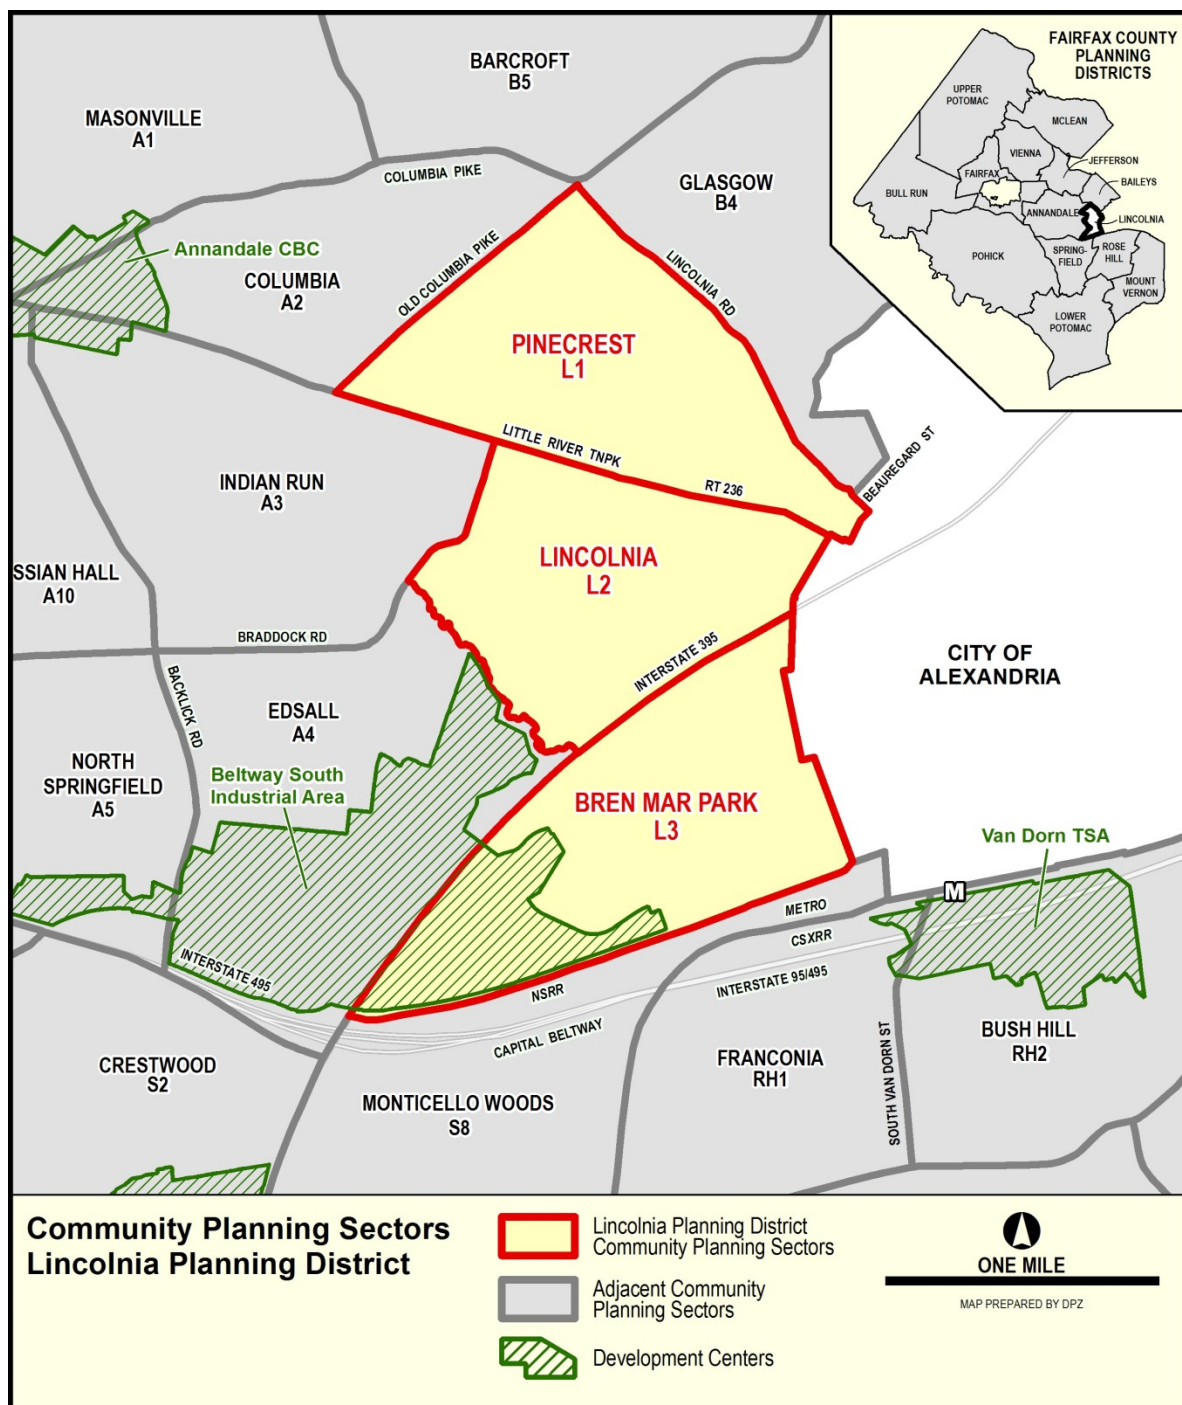 BARCROFT
B5
MASONVILLE
A1
COLUMBIA PIKE
GLASGOW
B4
FAIRFAX COUNTY
PLANNING
DISTRICTS
UPPER
POTOMAC
MCLEAN
VIENNA
JEFFERSON
FAIRFAX
BAILEYS
BULL RUN
ANNANDALE
LINCOLNIA
POHICK
SPRING-
FIELD
ROSE
HILL
MOUNT
VERNON
LOWER
POTOMAC
Annandale CBC
COLUMBIA
A2
OLD COLUMBIA PIKE
LINCOLNIA RD
PINECREST
L1
LITTLE RIVER TNPK
RT 236
BEAUREGARD ST
INDIAN RUN
A3
LINCOLNIA
L2
SSIAN HALL
A10
BRADDOCK RD
INTERSTATE 395
CITY OF
ALEXANDRIA
BACKLICK RD
EDSALL
A4
NORTH
SPRINGFIELD
A5
Beltway South
Industrial Area
BREN MAR PARK
L3
Van Dorn TSA
M
METRO
CSXRR
INTERSTATE 495
NSRR
INTERSTATE 95/495
CAPITAL BELTWAY
SOUTH VAN DORN ST
BUSH HILL
RH2
FRANCONIA
RH1
CRESTWOOD
S2
MONTICELLO WOODS
S8
Community Planning Sectors
Lincolnia Planning District
Lincolnia Planning District
Community Planning Sectors
Adjacent Community
Planning Sectors
Development Centers
ONE MILE
MAP PREPARED BY DPZ